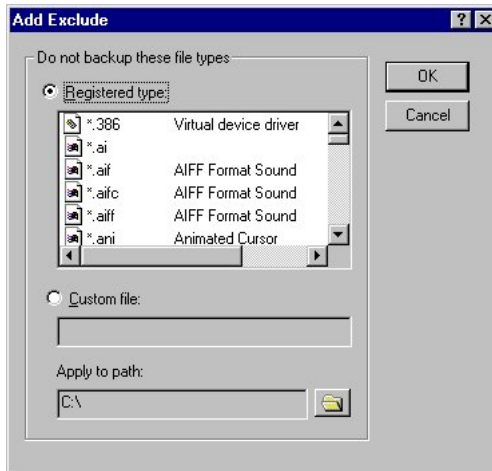 Add Exclude
Do not backup these file types
Registered type:
*.386 Virtual device driver
*.ai
*.aif AIFF Format Sound
*.aifc AIFF Format Sound
*.aiff AIFF Format Sound
*.ani Animated Cursor
Custom file:
Apply to path:
C:\
OK
Cancel